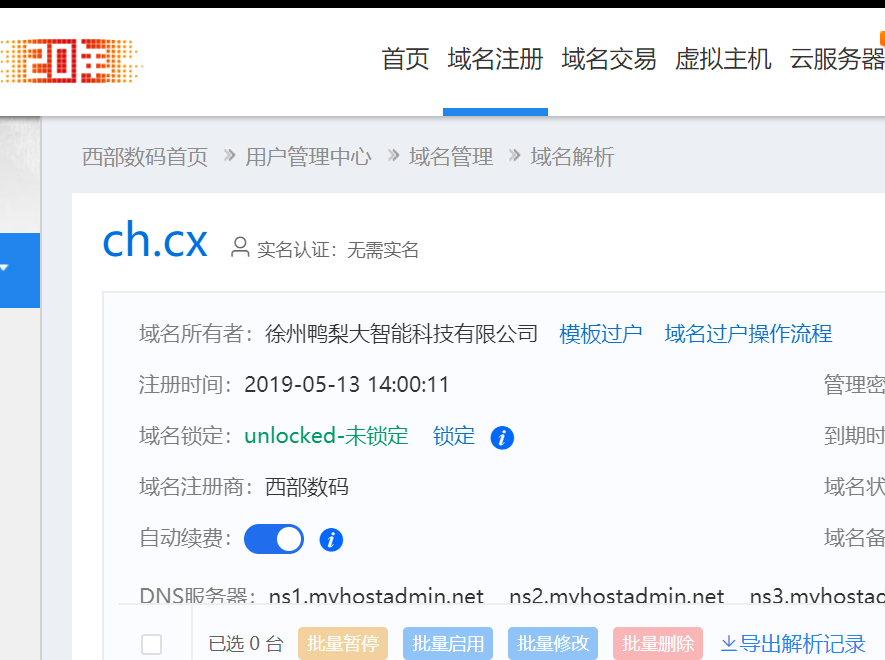 首页 域名注册 域名交易 虚拟主机 云服务器
西部数码首页 » 用户管理中心 » 域名管理 » 域名解析
ch.cx 实名认证：无需实名
域名所有者：徐州鸭梨大智能科技有限公司 模板过户 域名过户操作流程
注册时间：2019-05-13 14:00:11 管理密
域名锁定：unlocked-未锁定 锁定 到期时
域名注册商：西部数码 域名状
自动续费： 域名备
DNS服务器：ns1.myhostadmin.net ns2.myhostadmin.net ns3.myhostad
已选 0 台 批量暂停 批量启用 批量修改 批量删除 导出解析记录